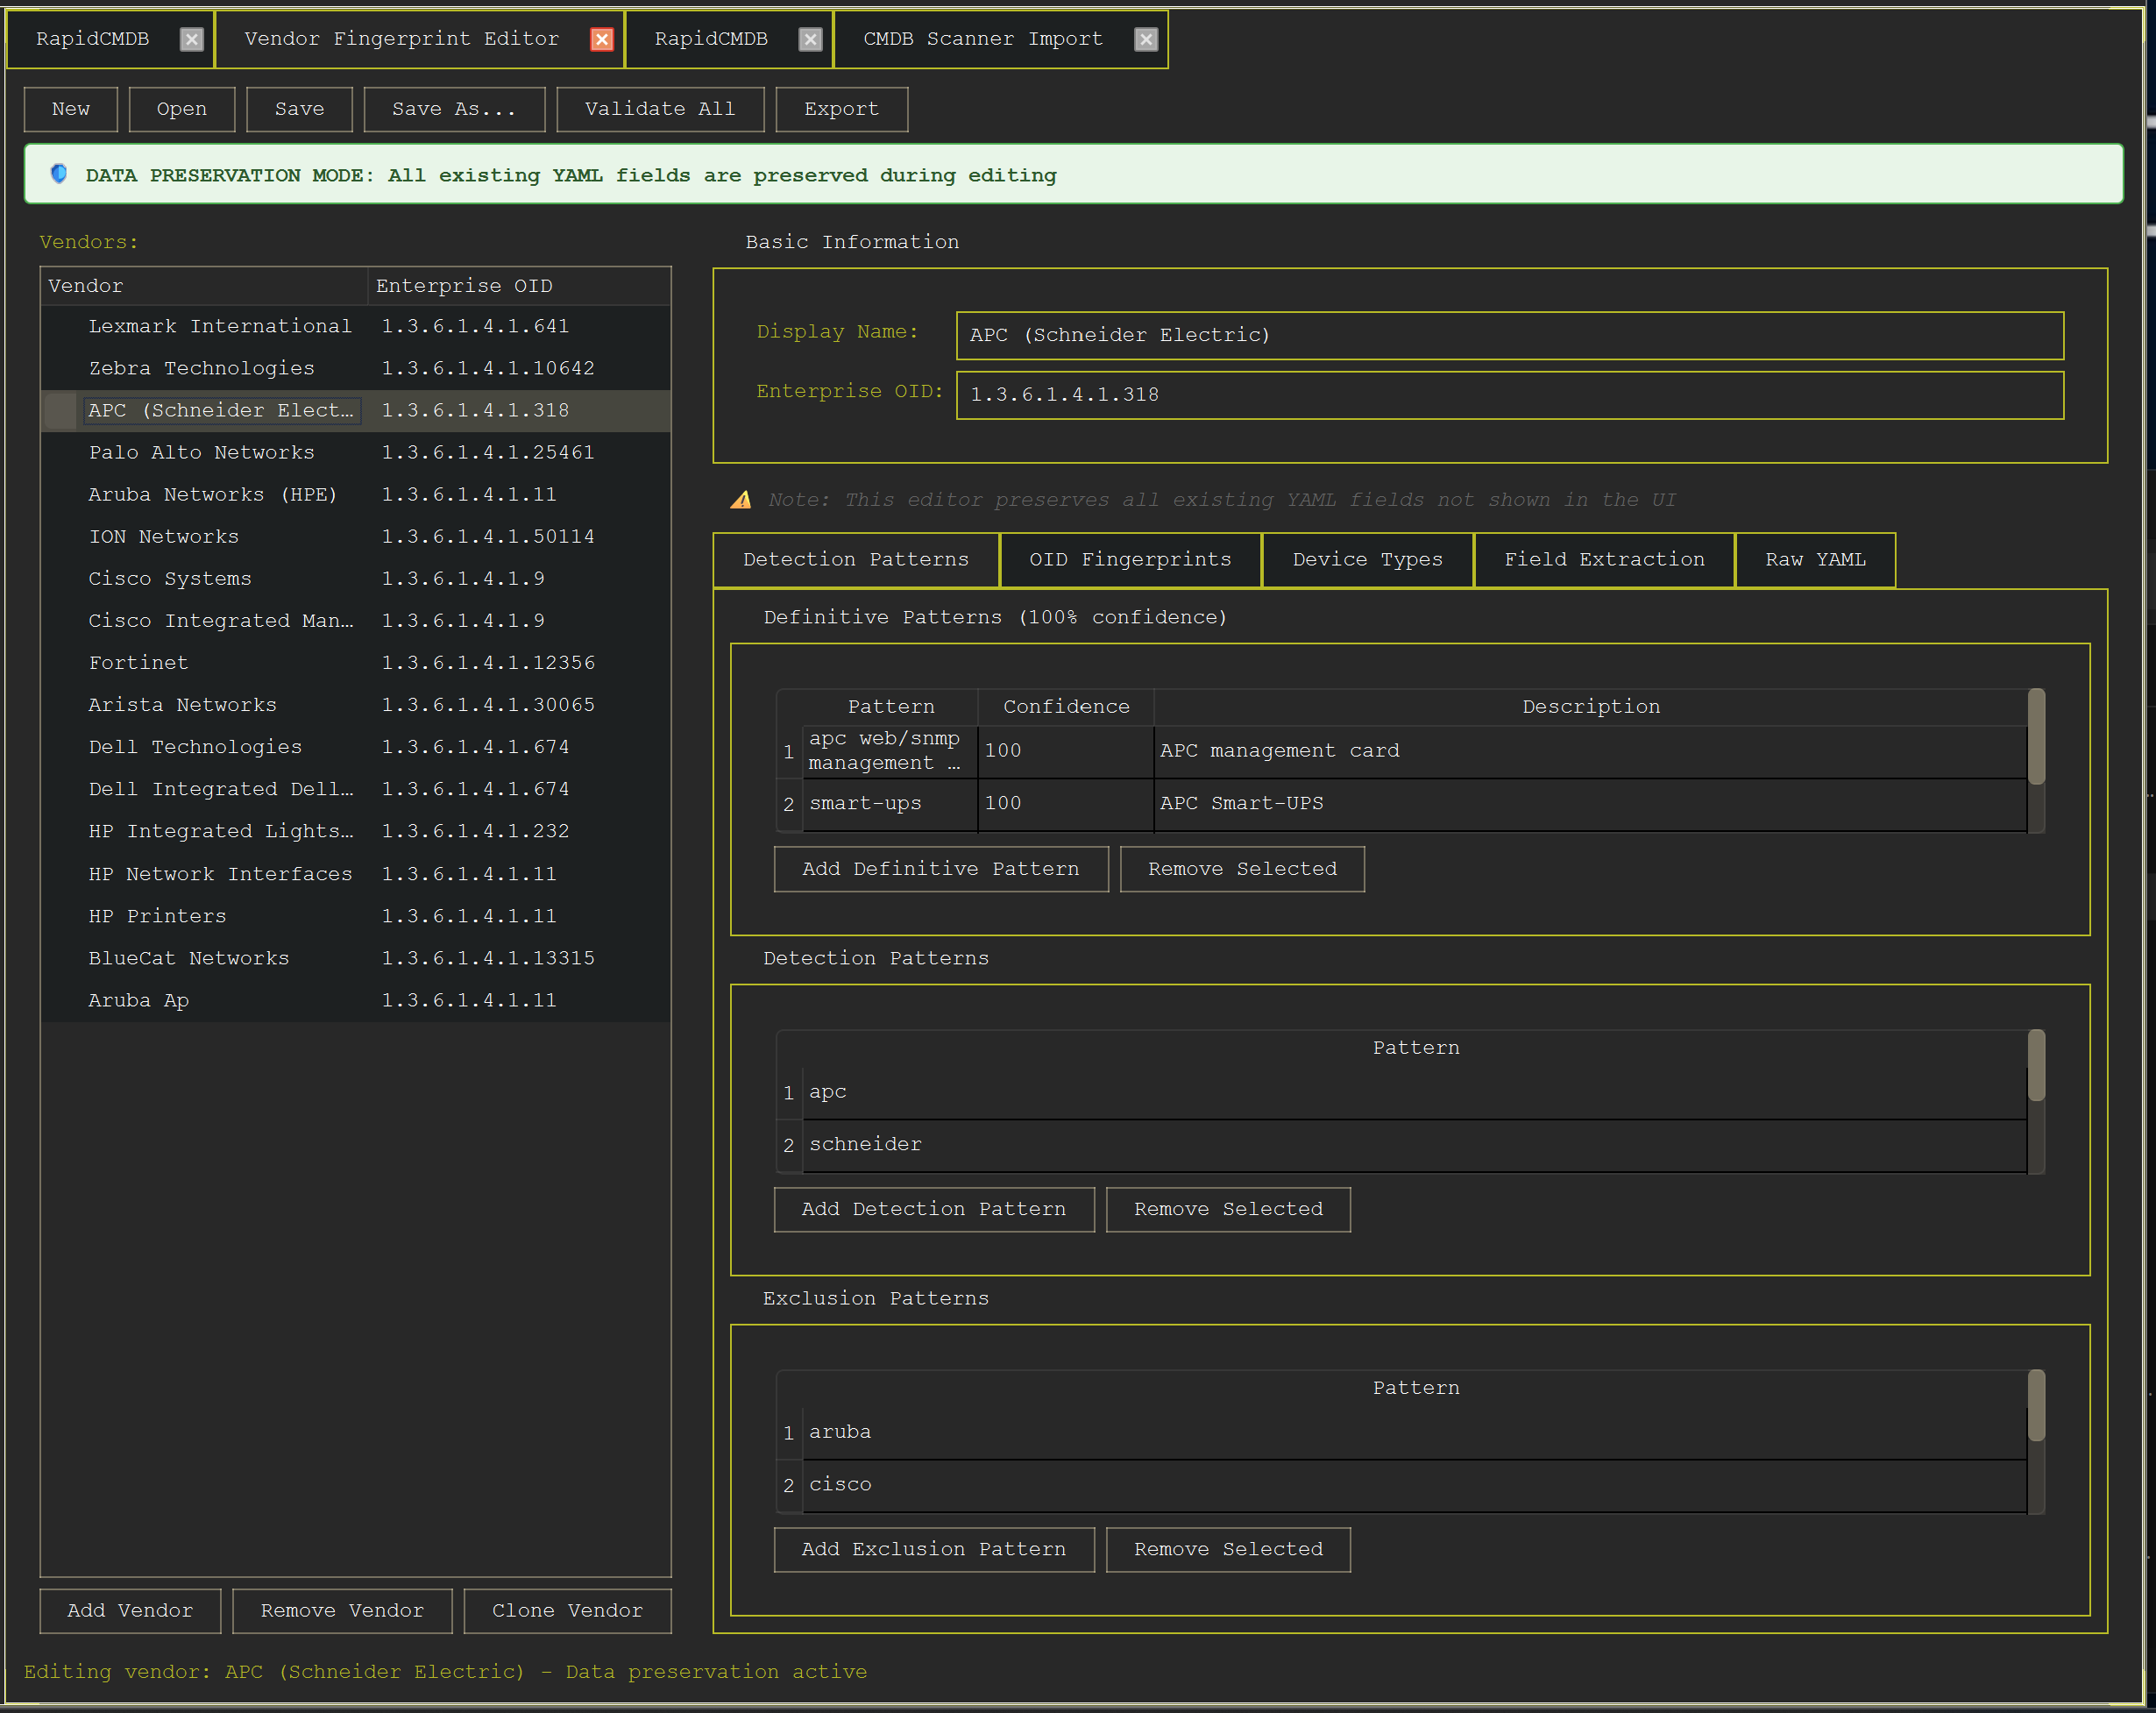 RapidCMDB
Vendor Fingerprint Editor
RapidCMDB
CMDB Scanner Import
New
Open
Save
Save As...
Validate All
Export
DATA PRESERVATION MODE: All existing YAML fields are preserved during editing
Vendors:
Vendor Enterprise OID
Lexmark International 1.3.6.1.4.1.641
Zebra Technologies 1.3.6.1.4.1.10642
APC (Schneider Elect… 1.3.6.1.4.1.318
Palo Alto Networks 1.3.6.1.4.1.25461
Aruba Networks (HPE) 1.3.6.1.4.1.11
ION Networks 1.3.6.1.4.1.50114
Cisco Systems 1.3.6.1.4.1.9
Cisco Integrated Man… 1.3.6.1.4.1.9
Fortinet 1.3.6.1.4.1.12356
Arista Networks 1.3.6.1.4.1.30065
Dell Technologies 1.3.6.1.4.1.674
Dell Integrated Dell… 1.3.6.1.4.1.674
HP Integrated Lights… 1.3.6.1.4.1.232
HP Network Interfaces 1.3.6.1.4.1.11
HP Printers 1.3.6.1.4.1.11
BlueCat Networks 1.3.6.1.4.1.13315
Aruba Ap 1.3.6.1.4.1.11
Add Vendor
Remove Vendor
Clone Vendor
Basic Information
Display Name: APC (Schneider Electric)
Enterprise OID: 1.3.6.1.4.1.318
Note: This editor preserves all existing YAML fields not shown in the UI
Detection Patterns
OID Fingerprints
Device Types
Field Extraction
Raw YAML
Definitive Patterns (100% confidence)
Pattern Confidence Description
1 apc web/snmp management … 100 APC management card
2 smart-ups 100 APC Smart-UPS
Add Definitive Pattern
Remove Selected
Detection Patterns
Pattern
1 apc
2 schneider
Add Detection Pattern
Remove Selected
Exclusion Patterns
Pattern
1 aruba
2 cisco
Add Exclusion Pattern
Remove Selected
Editing vendor: APC (Schneider Electric) - Data preservation active